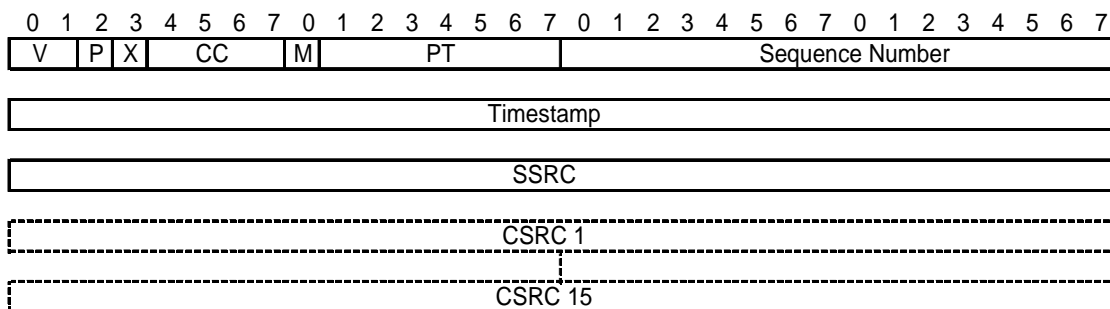 0 1 2 3 4 5 6 7 0 1 2 3 4 5 6 7 0 1 2 3 4 5 6 7 0 1 2 3 4 5 6 7
V P X CC M PT Sequence Number
Timestamp
SSRC
CSRC 1
CSRC 15